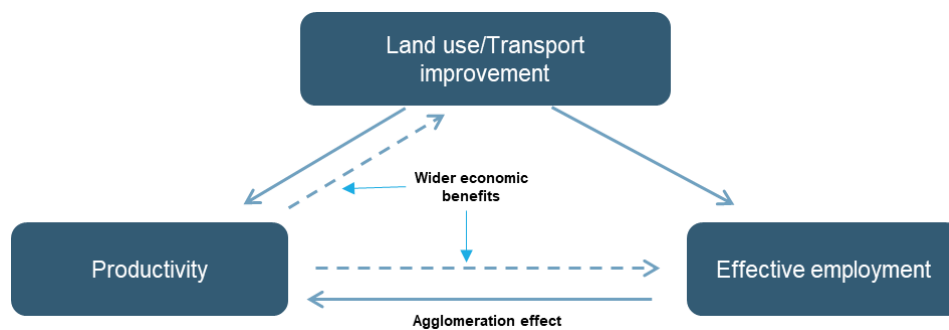 Land use/Transport
improvement
Wider economic
benefits
Productivity
Effective employment
Agglomeration effect